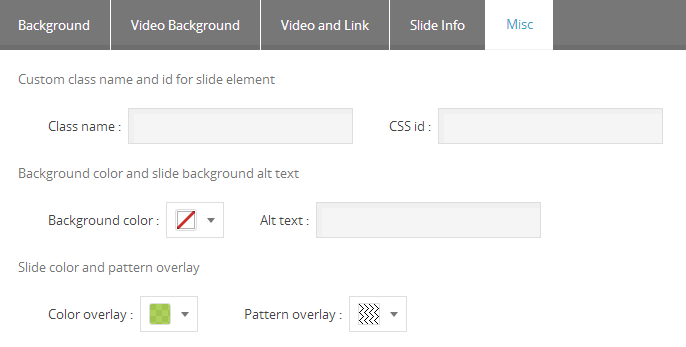 Background Video Background Video and Link Slide Info Misc
Custom class name and id for slide element
Class name : CSS id :
Background color and slide background alt text
Background color : Alt text :
Slide color and pattern overlay
Color overlay : Pattern overlay :